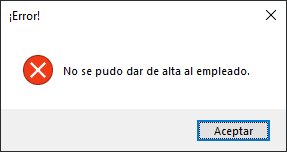 ¡Error!
No se pudo dar de alta al empleado.
Aceptar